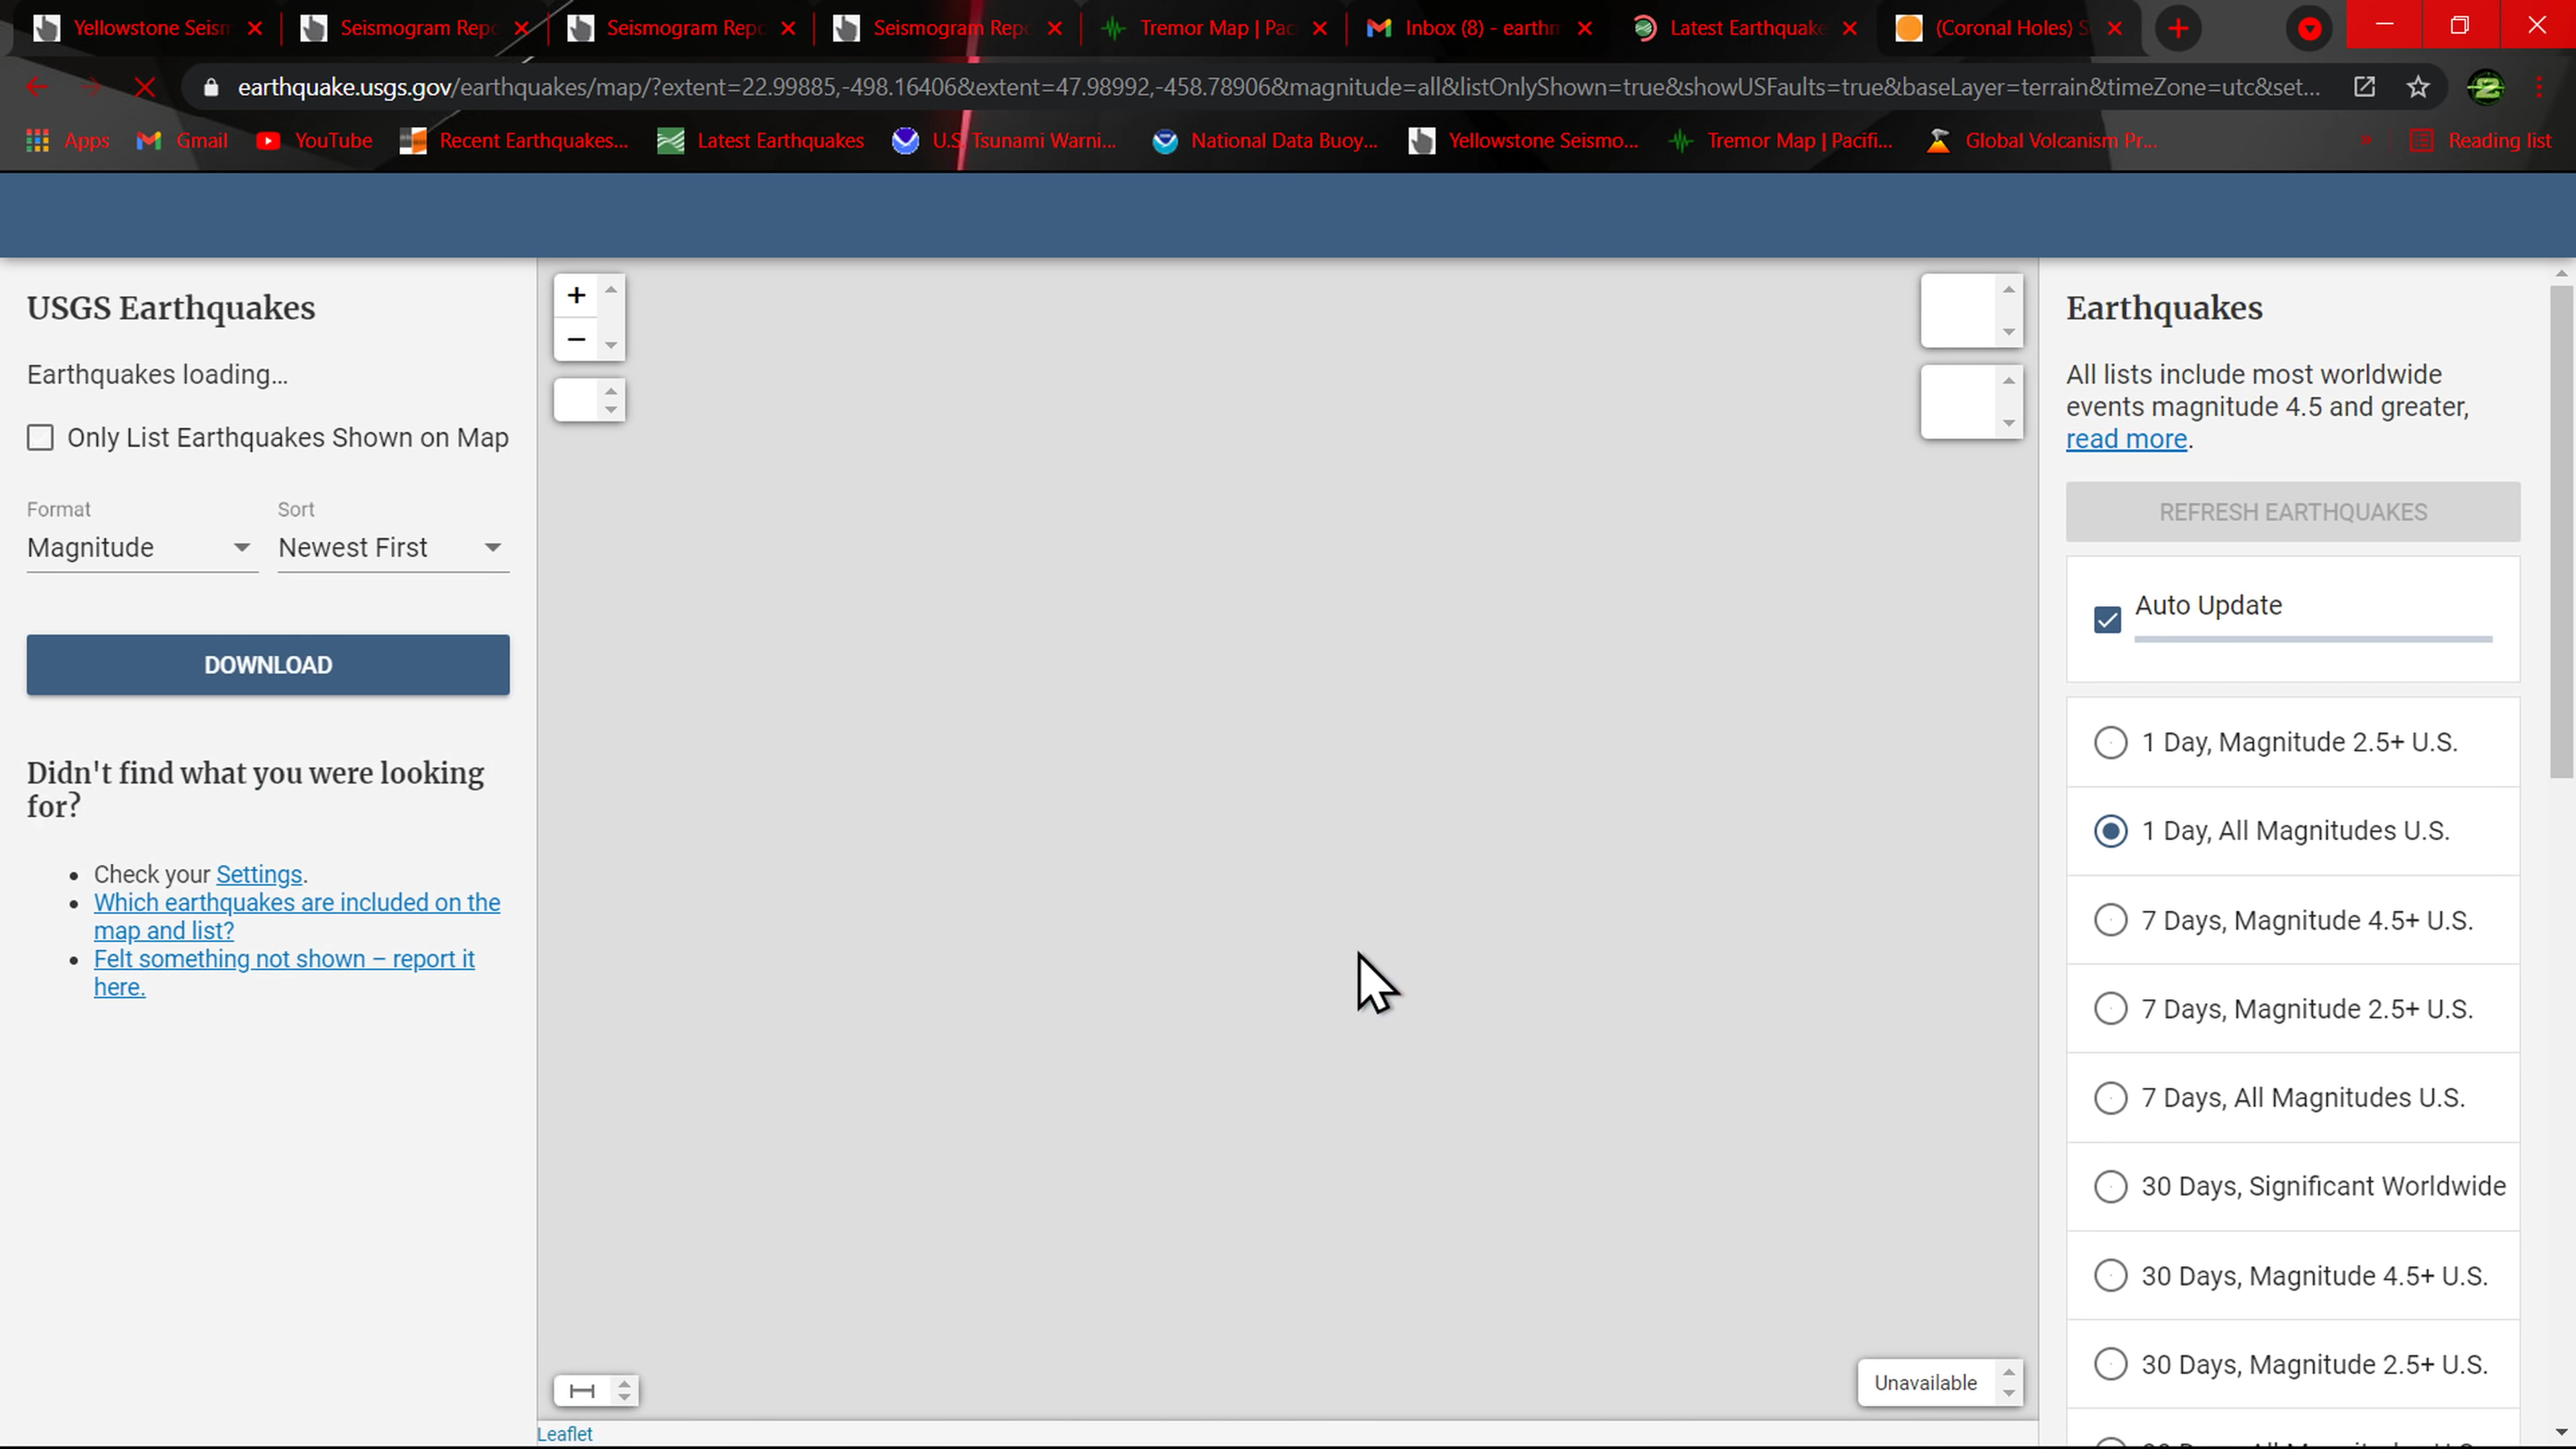 Yellowstone Seism
Seismogram Repo
Seismogram Repo
Seismogram Repo
Tremor Map | Pac
Inbox (8) - earthm
Latest Earthquake
(Coronal Holes) S
earthquake.usgs.gov/earthquakes/map/?extent=22.99885,-498.16406&extent=47.98992,-458.78906&magnitude=all&listOnlyShown=true&showUSFaults=true&baseLayer=terrain&timeZone=utc&set...
Apps
Gmail
YouTube
Recent Earthquakes...
Latest Earthquakes
U.S. Tsunami Warni...
National Data Buoy...
Yellowstone Seismo...
Tremor Map | Pacifi...
Global Volcanism Pr...
Reading list
USGS Earthquakes
Earthquakes loading...
Only List Earthquakes Shown on Map
Format
Sort
Magnitude
Newest First
DOWNLOAD
Didn't find what you were looking
for?
Check your Settings.
Which earthquakes are included on the
map and list?
Felt something not shown – report it
here.
+
−
Unavailable
Leaflet
Earthquakes
All lists include most worldwide
events magnitude 4.5 and greater,
read more.
REFRESH EARTHQUAKES
Auto Update
1 Day, Magnitude 2.5+ U.S.
1 Day, All Magnitudes U.S.
7 Days, Magnitude 4.5+ U.S.
7 Days, Magnitude 2.5+ U.S.
7 Days, All Magnitudes U.S.
30 Days, Significant Worldwide
30 Days, Magnitude 4.5+ U.S.
30 Days, Magnitude 2.5+ U.S.